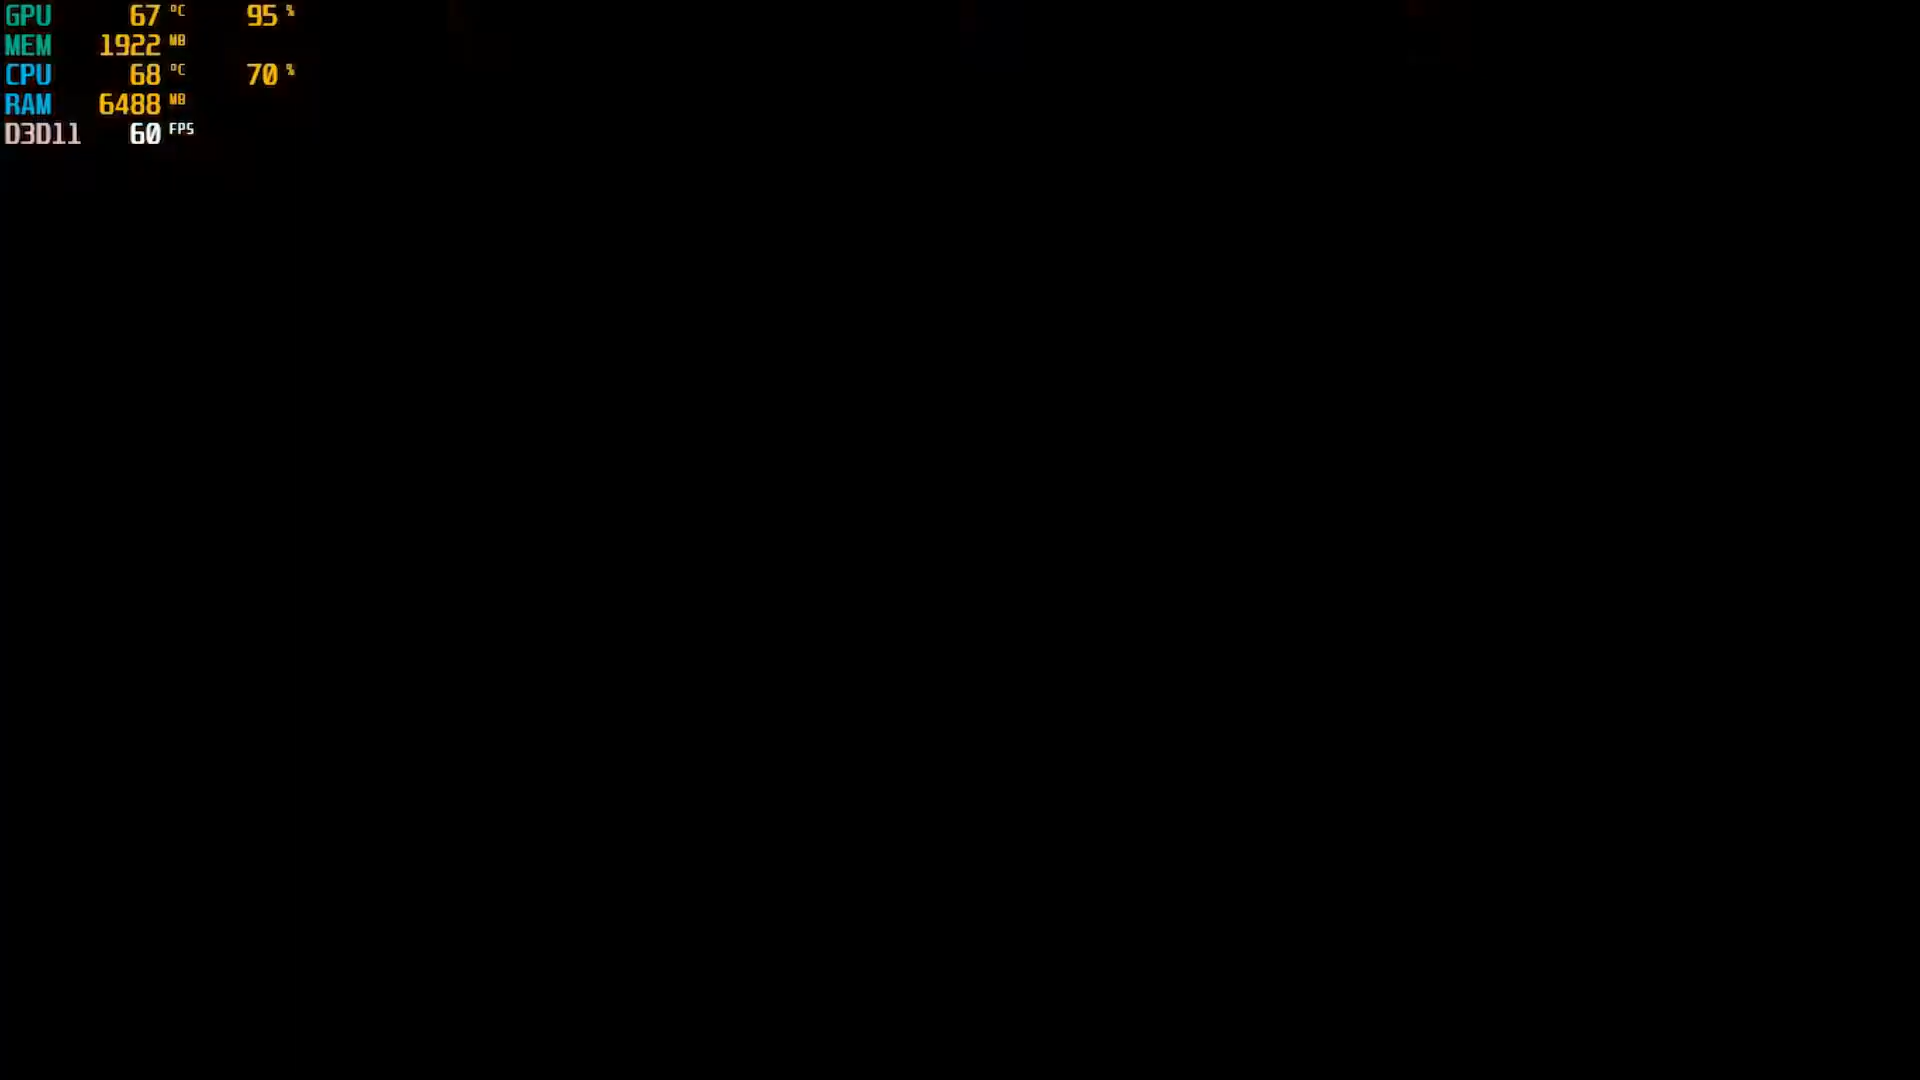 GPU 67 °C 95 %
MEM 1922 MB
CPU 68 °C 70 %
RAM 6488 MB
D3D11 60 FPS